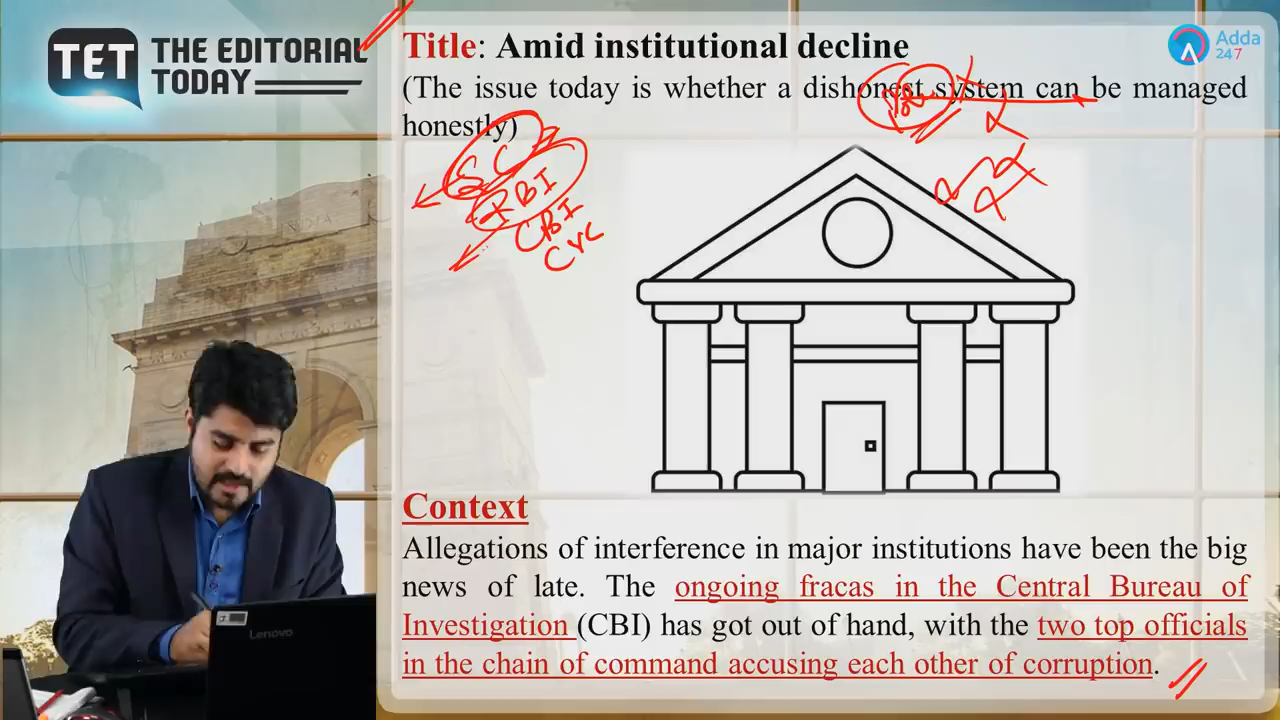 TET THE EDITORIAL TODAY
Title: Amid institutional decline
Adda 247
(The issue today is whether a dishonest system can be managed
honestly)
SC
RBI
CBI
CVC
Context
Allegations of interference in major institutions have been the big
news of late. The ongoing fracas in the Central Bureau of
Investigation (CBI) has got out of hand, with the two top officials
in the chain of command accusing each other of corruption.
Lenovo